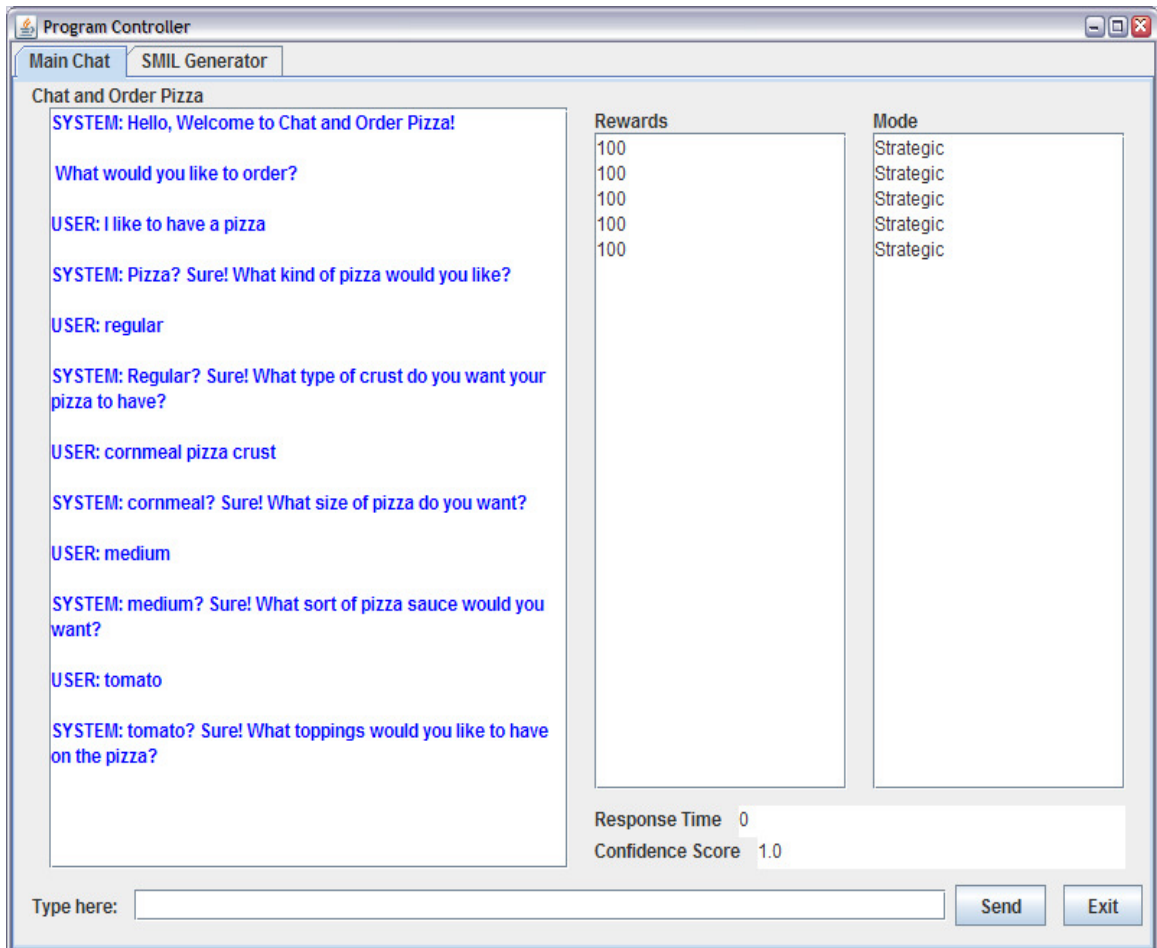 Program Controller
Main Chat
SMIL Generator
Chat and Order Pizza
SYSTEM: Hello, Welcome to Chat and Order Pizza!
What would you like to order?
USER: I like to have a pizza
SYSTEM: Pizza? Sure! What kind of pizza would you like?
USER: regular
SYSTEM: Regular? Sure! What type of crust do you want your
pizza to have?
USER: cornmeal pizza crust
SYSTEM: cornmeal? Sure! What size of pizza do you want?
USER: medium
SYSTEM: medium? Sure! What sort of pizza sauce would you
want?
USER: tomato
SYSTEM: tomato? Sure! What toppings would you like to have
on the pizza?
Rewards
100
100
100
100
100
Mode
Strategic
Strategic
Strategic
Strategic
Strategic
Response Time 0
Confidence Score 1.0
Type here:
Send
Exit